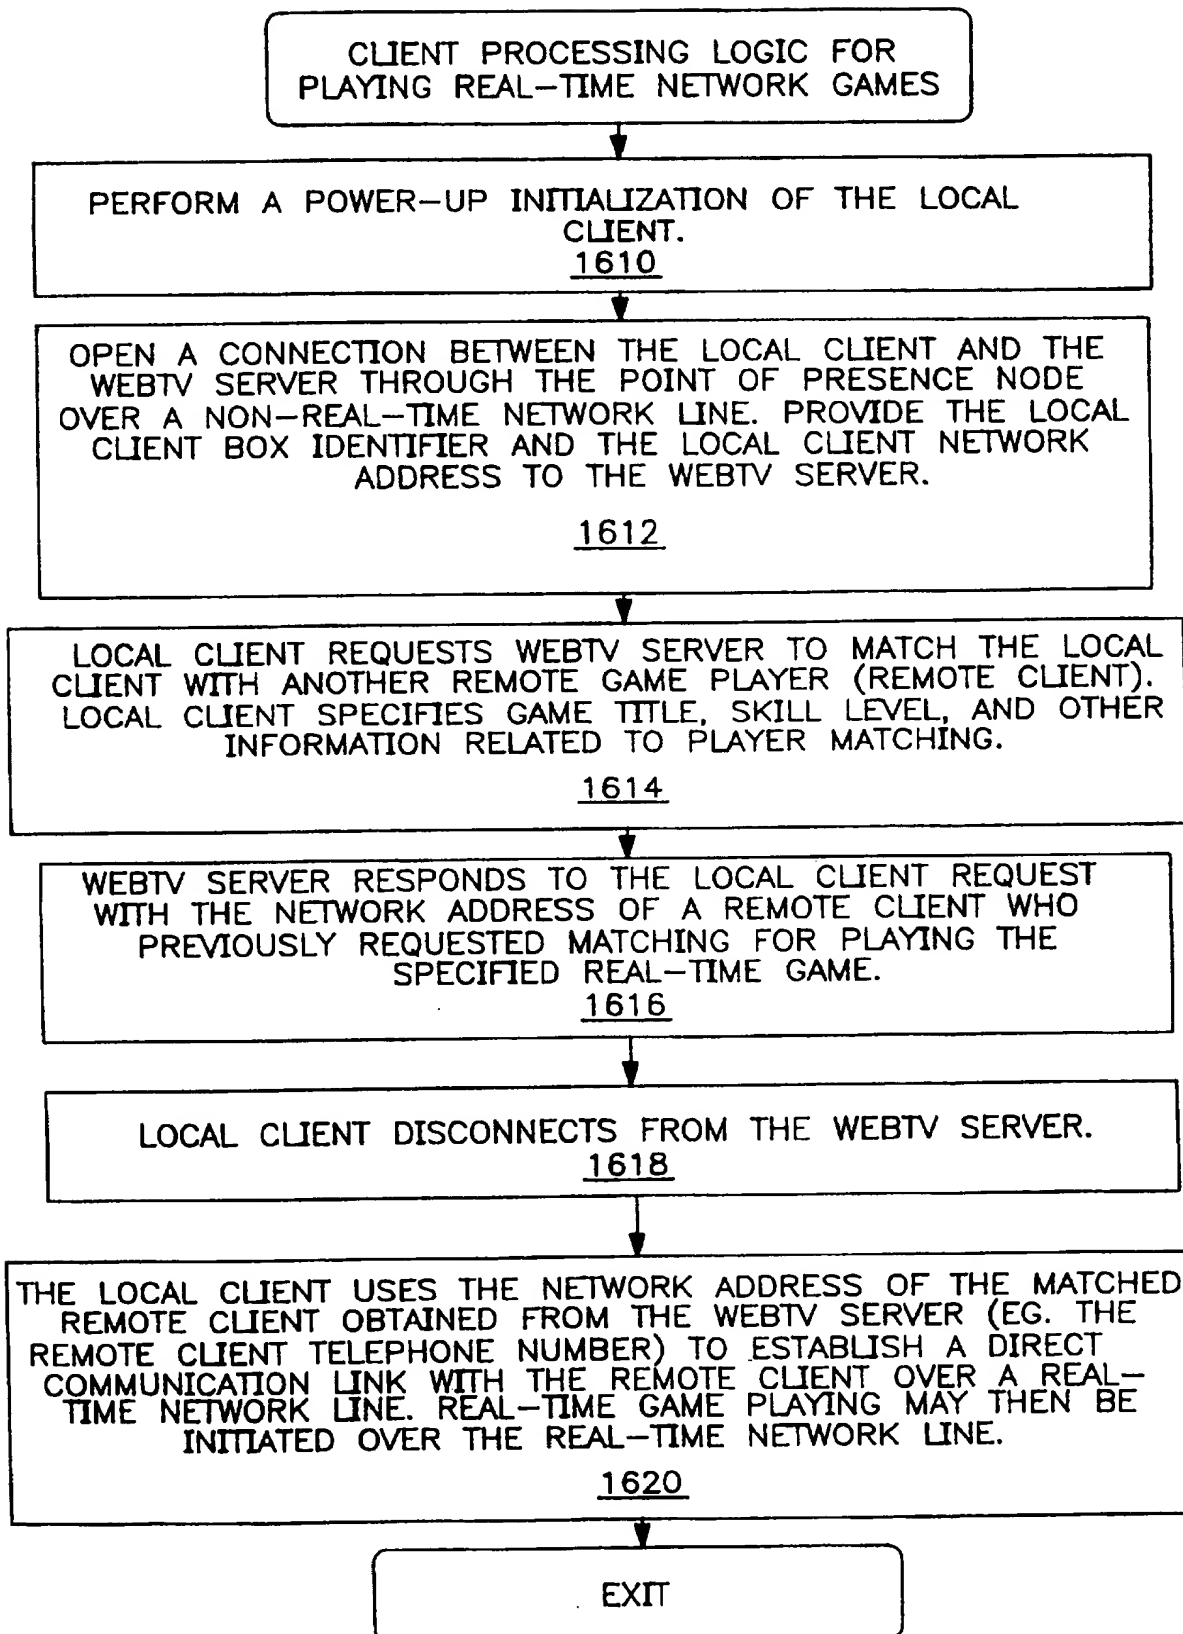 CLIENT PROCESSING LOGIC FOR
PLAYING REAL-TIME NETWORK GAMES
PERFORM A POWER-UP INITIALIZATION OF THE LOCAL
CLIENT.
1610
OPEN A CONNECTION BETWEEN THE LOCAL CLIENT AND THE
WEBTV SERVER THROUGH THE POINT OF PRESENCE NODE
OVER A NON-REAL-TIME NETWORK LINE. PROVIDE THE LOCAL
CLIENT BOX IDENTIFIER AND THE LOCAL CLIENT NETWORK
ADDRESS TO THE WEBTV SERVER.
1612
LOCAL CLIENT REQUESTS WEBTV SERVER TO MATCH THE LOCAL
CLIENT WITH ANOTHER REMOTE GAME PLAYER (REMOTE CLIENT).
LOCAL CLIENT SPECIFIES GAME TITLE, SKILL LEVEL, AND OTHER
INFORMATION RELATED TO PLAYER MATCHING.
1614
WEBTV SERVER RESPONDS TO THE LOCAL CLIENT REQUEST
WITH THE NETWORK ADDRESS OF A REMOTE CLIENT WHO
PREVIOUSLY REQUESTED MATCHING FOR PLAYING THE
SPECIFIED REAL-TIME GAME.
1616
LOCAL CLIENT DISCONNECTS FROM THE WEBTV SERVER.
1618
THE LOCAL CLIENT USES THE NETWORK ADDRESS OF THE MATCHED
REMOTE CLIENT OBTAINED FROM THE WEBTV SERVER (EG. THE
REMOTE CLIENT TELEPHONE NUMBER) TO ESTABLISH A DIRECT
COMMUNICATION LINK WITH THE REMOTE CLIENT OVER A REAL-
TIME NETWORK LINE. REAL-TIME GAME PLAYING MAY THEN BE
INITIATED OVER THE REAL-TIME NETWORK LINE.
1620
EXIT